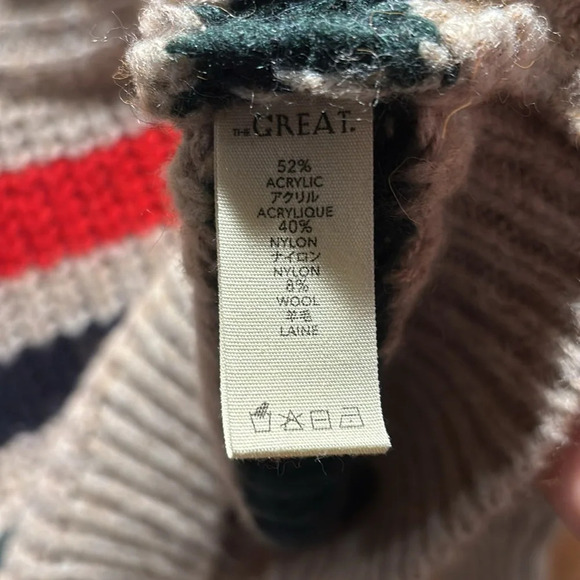 THE GREAT.
52%
ACRYLIC
アクリル
ACRYLIQUE
40%
NYLON
ナイロン
NYLON
8%
WOOL
羊毛
LAINE